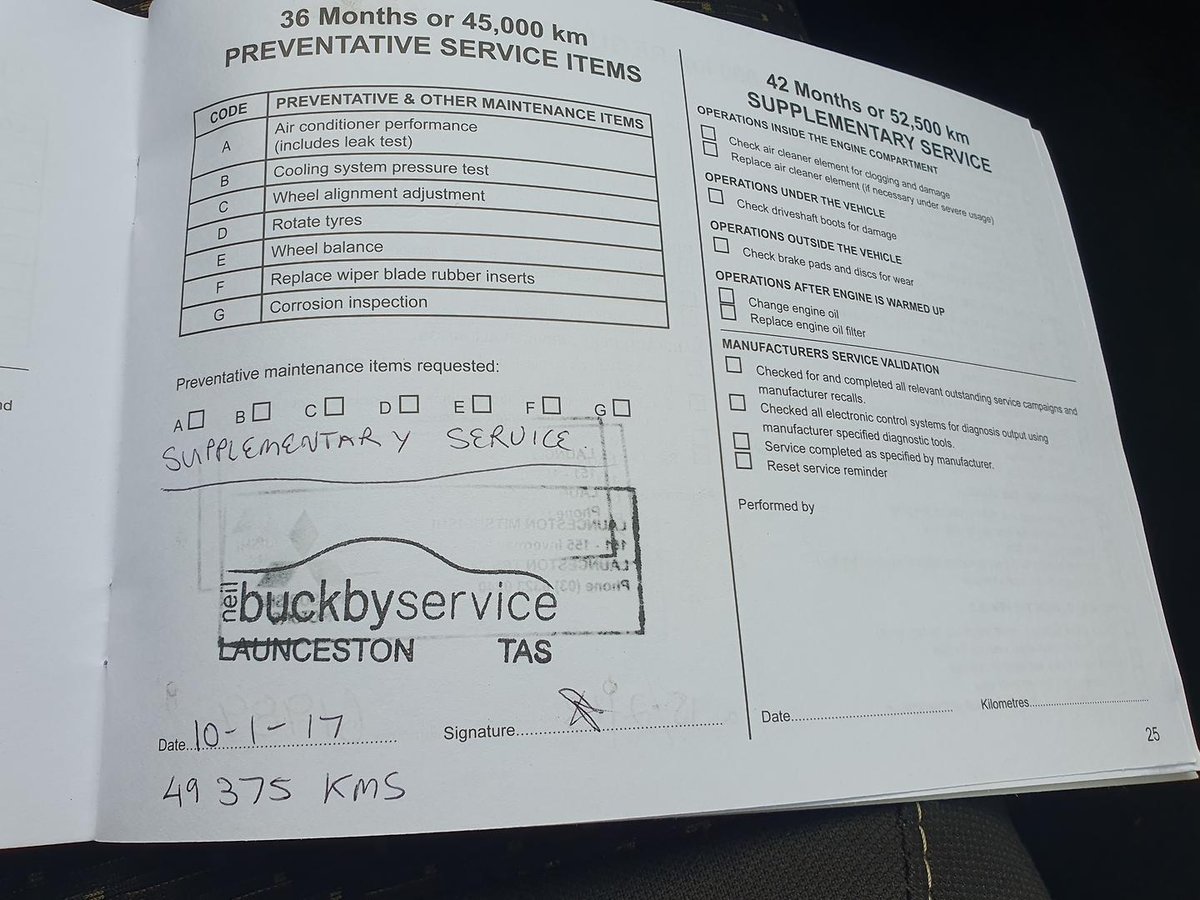 36 Months or 45,000 km
PREVENTATIVE SERVICE ITEMS
CODE PREVENTATIVE & OTHER MAINTENANCE ITEMS
A Air conditioner performance
(includes leak test)
B Cooling system pressure test
C Wheel alignment adjustment
D Rotate tyres
E Wheel balance
F Replace wiper blade rubber inserts
G Corrosion inspection
Preventative maintenance items requested:
A B C D E F G
SUPPLEMENTARY SERVICE
neil buckbyservice
LAUNCESTON TAS
Date 10-1-17 Signature
49 375 KMS
42 Months or 52,500 km
SUPPLEMENTARY SERVICE
OPERATIONS INSIDE THE ENGINE COMPARTMENT
Check air cleaner element for clogging and damage
Replace air cleaner element (if necessary under severe usage)
OPERATIONS UNDER THE VEHICLE
Check driveshaft boots for damage
OPERATIONS OUTSIDE THE VEHICLE
Check brake pads and discs for wear
OPERATIONS AFTER ENGINE IS WARMED UP
Change engine oil
Replace engine oil filter
MANUFACTURERS SERVICE VALIDATION
Checked for and completed all relevant outstanding service campaigns and
manufacturer recalls.
Checked all electronic control systems for diagnosis output using
manufacturer specified diagnostic tools.
Service completed as specified by manufacturer.
Reset service reminder
Performed by
Date Kilometres
25